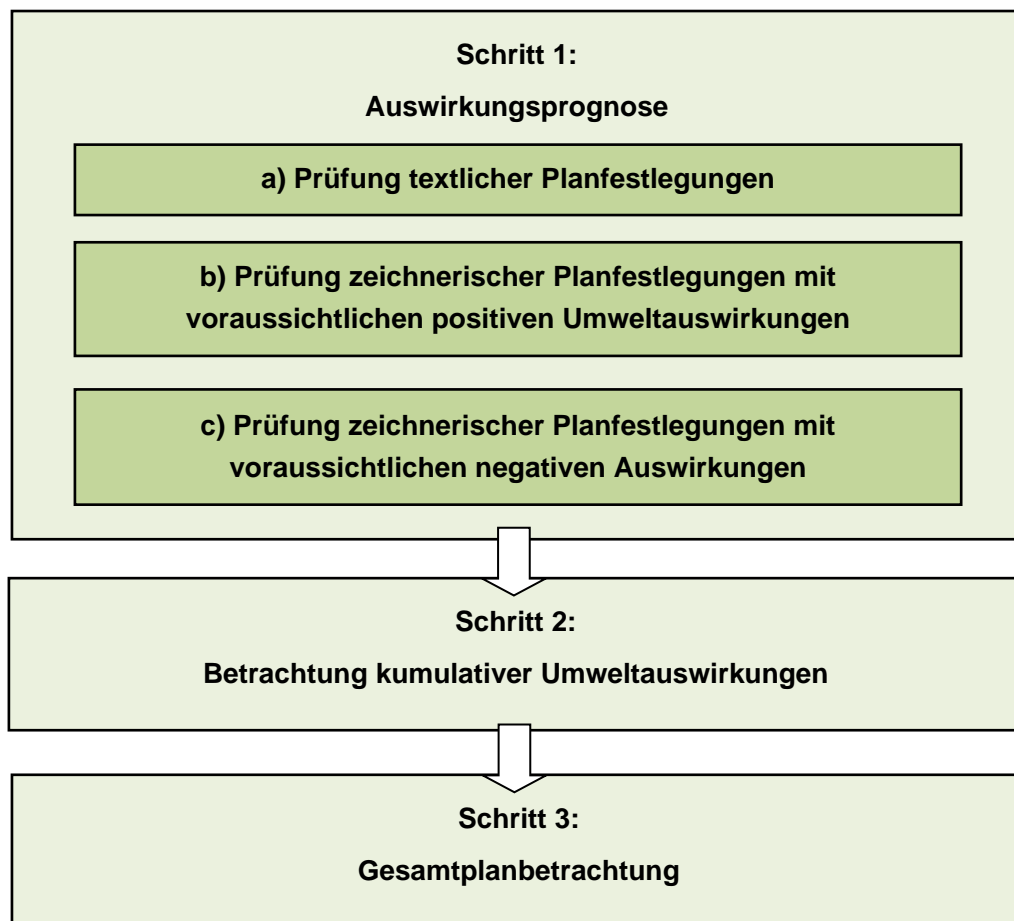 Schritt 1:
Auswirkungsprognose
a) Prüfung textlicher Planfestlegungen
b) Prüfung zeichnerischer Planfestlegungen mit
voraussichtlichen positiven Umweltauswirkungen
c) Prüfung zeichnerischer Planfestlegungen mit
voraussichtlichen negativen Auswirkungen
Schritt 2:
Betrachtung kumulativer Umweltauswirkungen
Schritt 3:
Gesamtplanbetrachtung